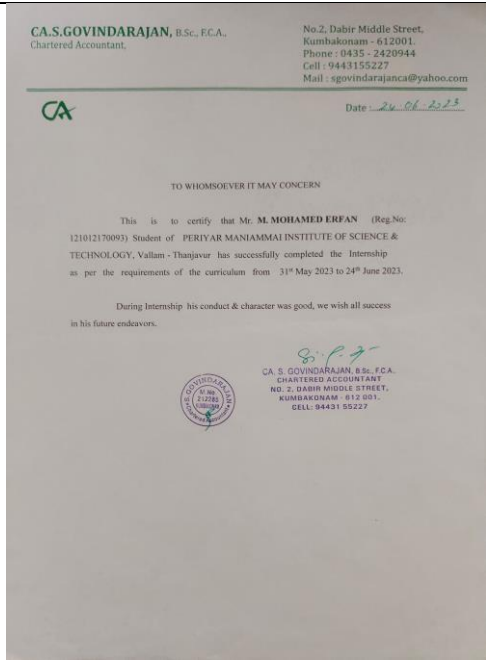 CA.S.GOVINDARAJAN, B.Sc., F.C.A.,
Chartered Accountant,
No.2, Dabir Middle Street,
Kumbakonam - 612001.
Phone : 0435 - 2420944
Cell : 9443155227
Mail : sgovindarajanca@yahoo.com
CA
Date : 24 06 2023
TO WHOMSOEVER IT MAY CONCERN
This is to certify that Mr. M. MOHAMED ERFAN (Reg.No:
121012170093) Student of PERIYAR MANIAMMAI INSTITUTE OF SCIENCE &
TECHNOLOGY, Vallam - Thanjavur has successfully completed the Internship
as per the requirements of the curriculum from 31st May 2023 to 24th June 2023.
During Internship his conduct & character was good, we wish all success
in his future endeavors.
CA. S. GOVINDARAJAN, B.Sc., F.C.A.
CHARTERED ACCOUNTANT
NO. 2, DABIR MIDDLE STREET,
KUMBAKONAM - 612 001.
CELL: 94431 55227
S. GOVINDARAJAN